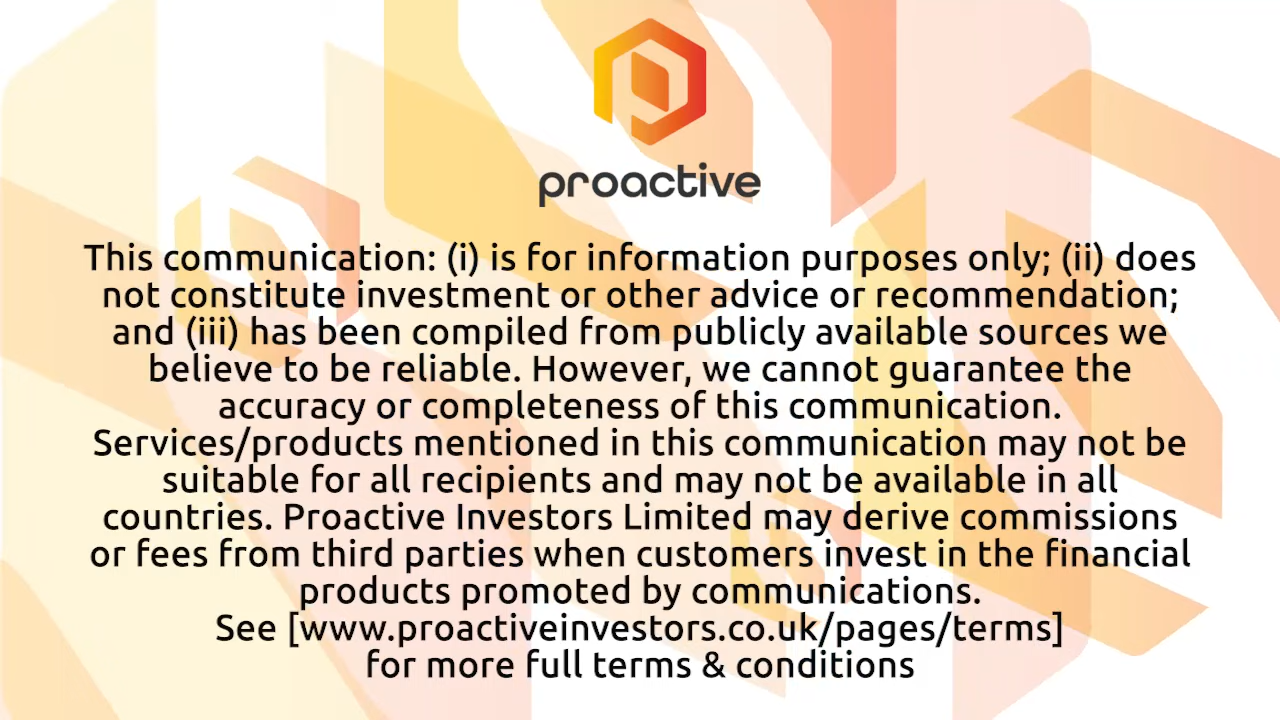 proactive
This communication: (i) is for information purposes only; (ii) does
not constitute investment or other advice or recommendation;
and (iii) has been compiled from publicly available sources we
believe to be reliable. However, we cannot guarantee the
accuracy or completeness of this communication.
Services/products mentioned in this communication may not be
suitable for all recipients and may not be available in all
countries. Proactive Investors Limited may derive commissions
or fees from third parties when customers invest in the financial
products promoted by communications.
See [www.proactiveinvestors.co.uk/pages/terms]
for more full terms & conditions